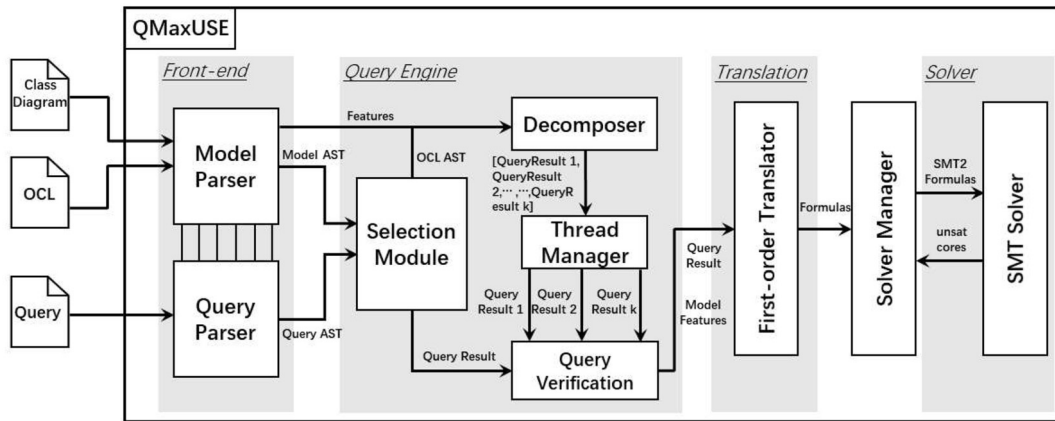 QMaxUSE
Front-end
Query Engine
Translation
Solver
Class
Diagram
OCL
Query
Model
Parser
Query
Parser
Features
Model AST
OCL AST
Query AST
Selection
Module
Query Result
Decomposer
[QueryResult 1,
QueryResult
2,··· ,··· ,QueryR
esult k]
Thread
Manager
Query
Result 1
Query
Result 2
Query
Result k
Query
Verification
Query
Result
Model
Features
First-order Translator
Formulas
Solver Manager
SMT2
Formulas
unsat
cores
SMT Solver